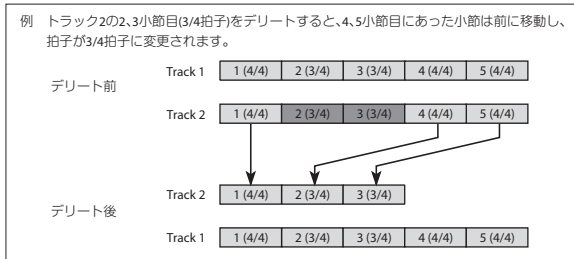 例 トラック2の2、3小節目(3/4拍子)をデリートすると、4、5小節目にあった小節は前に移動し、
拍子が3/4拍子に変更されます。
デリート前
Track 1 1 (4/4) 2 (3/4) 3 (3/4) 4 (4/4) 5 (4/4)
Track 2 1 (4/4) 2 (3/4) 3 (3/4) 4 (4/4) 5 (4/4)
デリート後
Track 2 1 (4/4) 2 (3/4) 3 (3/4)
Track 1 1 (4/4) 2 (3/4) 3 (3/4) 4 (4/4) 5 (4/4)